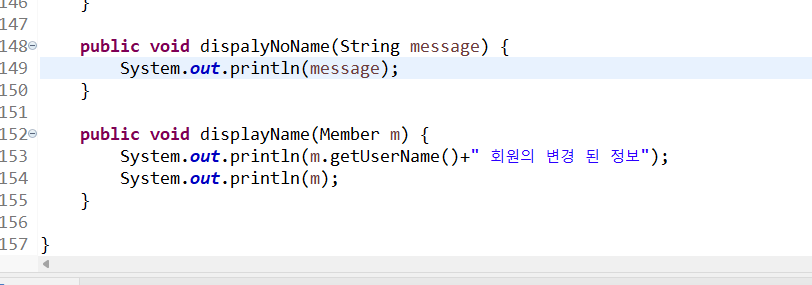 146 }
147
148 public void dispalyNoName(String message) {
149 System.out.println(message);
150 }
151
152 public void displayName(Member m) {
153 System.out.println(m.getUserName()+" 회원의 변경 된 정보");
154 System.out.println(m);
155 }
156
157 }